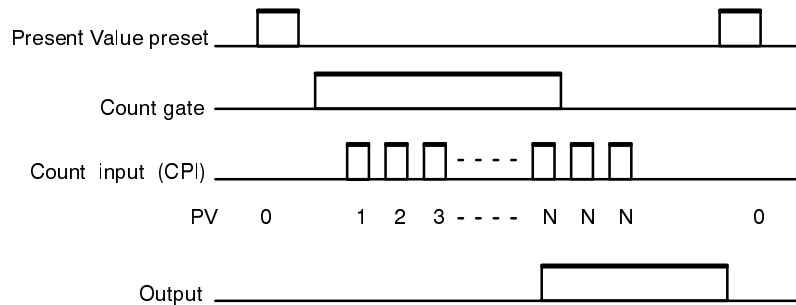 Present Value preset
Count gate
Count input (CPI)
- - - -
PV 0 1 2 3 - - - - N N N 0
Output